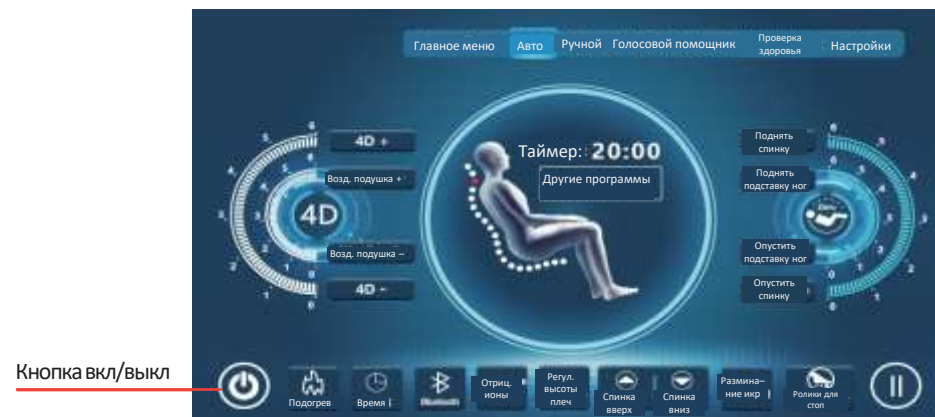 Главное меню
Авто
Ручной
Голосовой помощник
Проверка
здоровья
Настройки
4D +
Возд. подушка +
4D
Возд. подушка –
4D -
Таймер: 20:00
Другие программы
Поднять
спинку
Поднять
подставку ног
Опустить
подставку ног
Опустить
спинку
Кнопка вкл/выкл
Подогрев
Время
Отриц.
ионы
Регул.
высоты
плеч
Спинка
вверх
Спинка
вниз
Размина–
ние икр
Ролики для
стоп